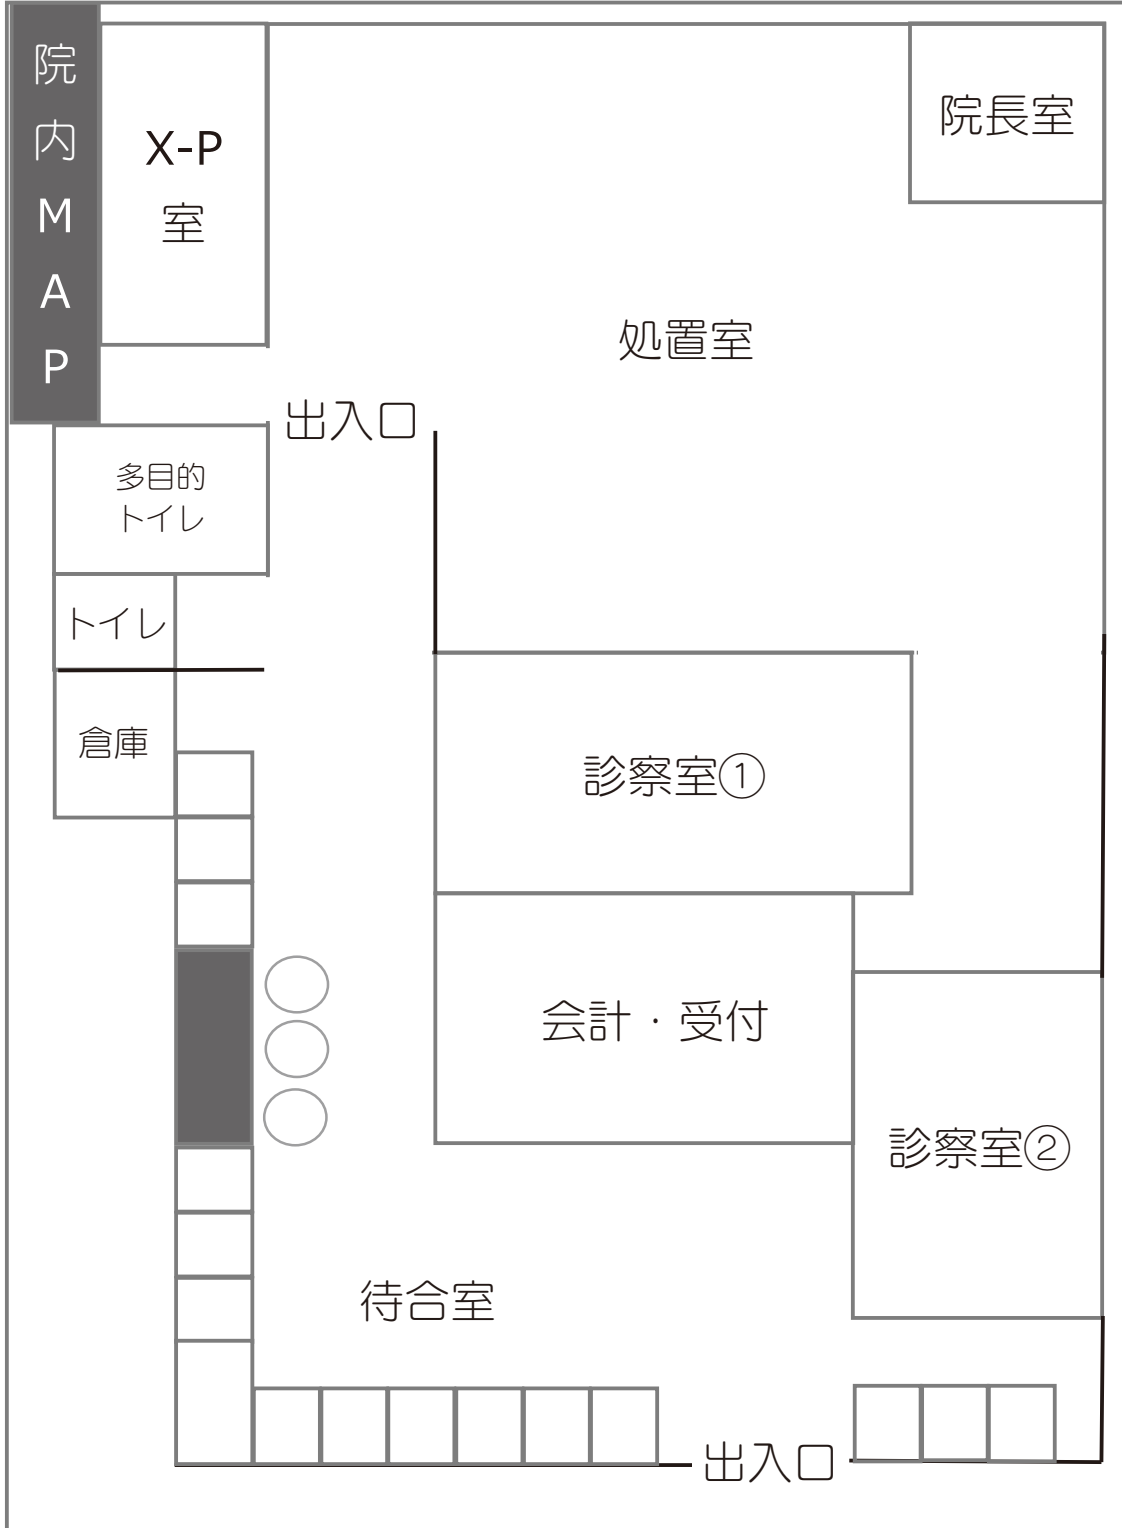 院内MAP
X-P
室
院長室
処置室
出入口
多目的
トイレ
トイレ
倉庫
診察室①
会計・受付
診察室②
待合室
出入口